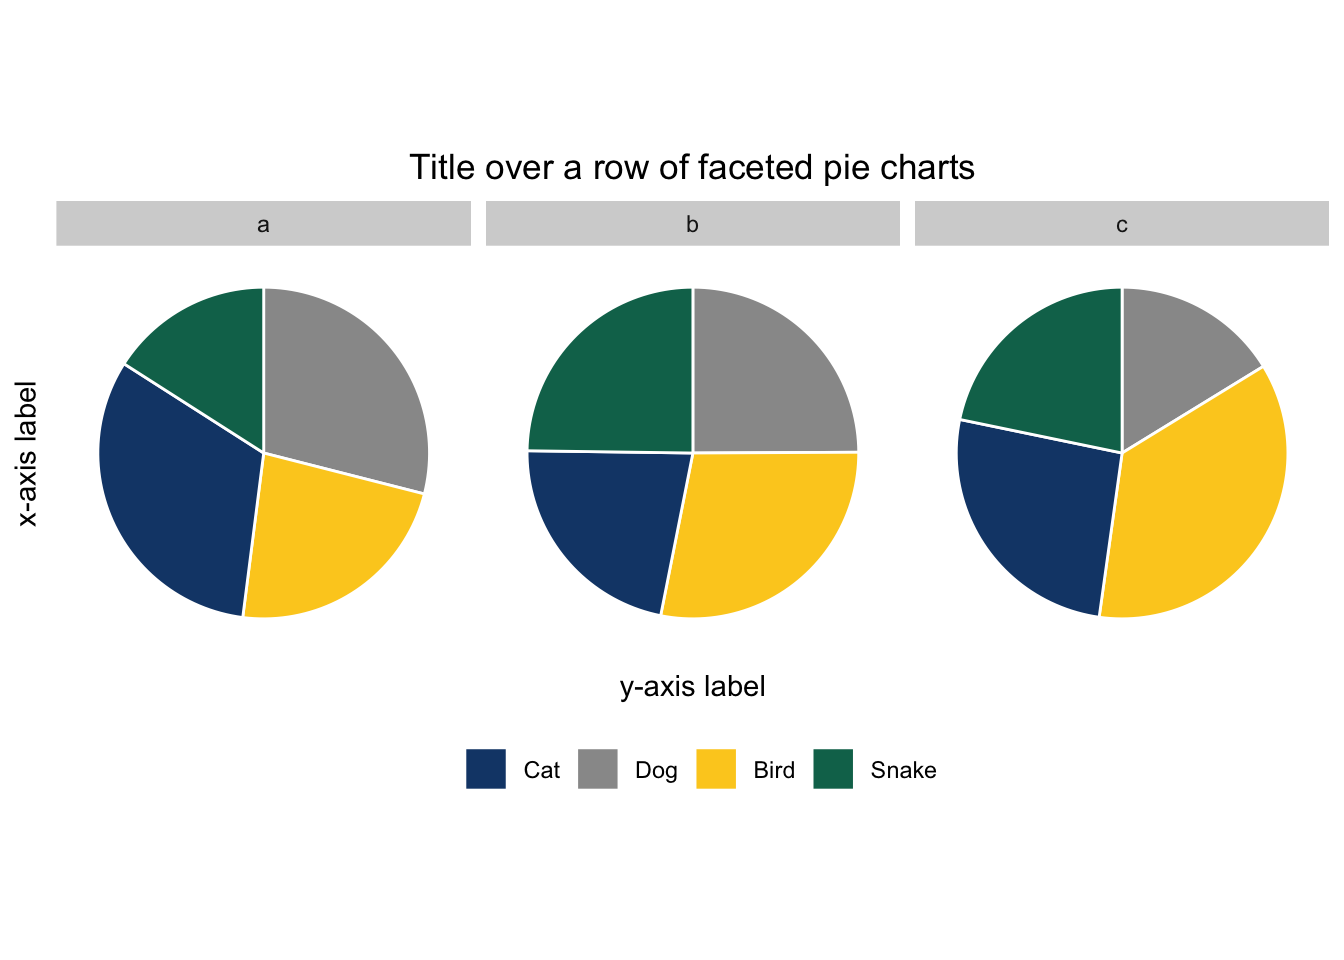 Title over a row of faceted pie charts
a b c
x-axis label
y-axis label
Cat Dog Bird Snake